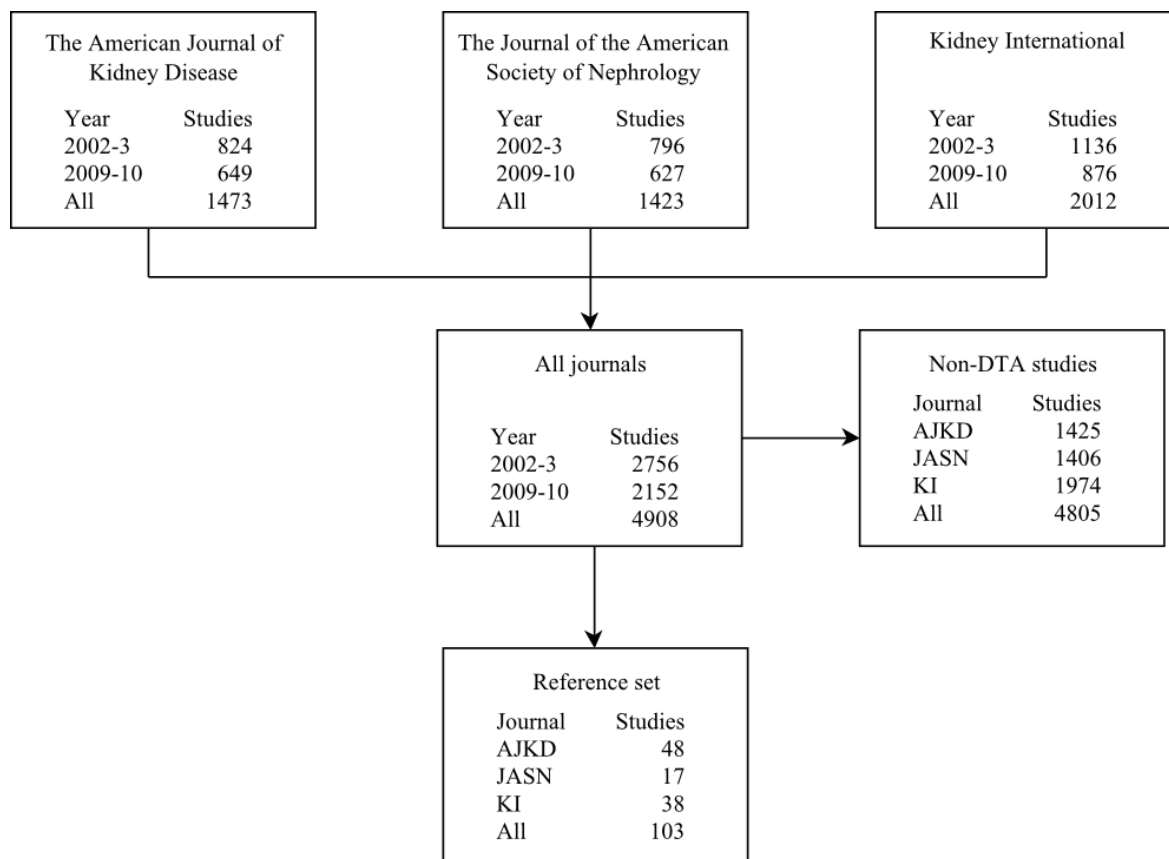 The American Journal of
Kidney Disease
Year Studies
2002-3 824
2009-10 649
All 1473
The Journal of the American
Society of Nephrology
Year Studies
2002-3 796
2009-10 627
All 1423
Kidney International
Year Studies
2002-3 1136
2009-10 876
All 2012
All journals
Year Studies
2002-3 2756
2009-10 2152
All 4908
Non-DTA studies
Journal Studies
AJKD 1425
JASN 1406
KI 1974
All 4805
Reference set
Journal Studies
AJKD 48
JASN 17
KI 38
All 103